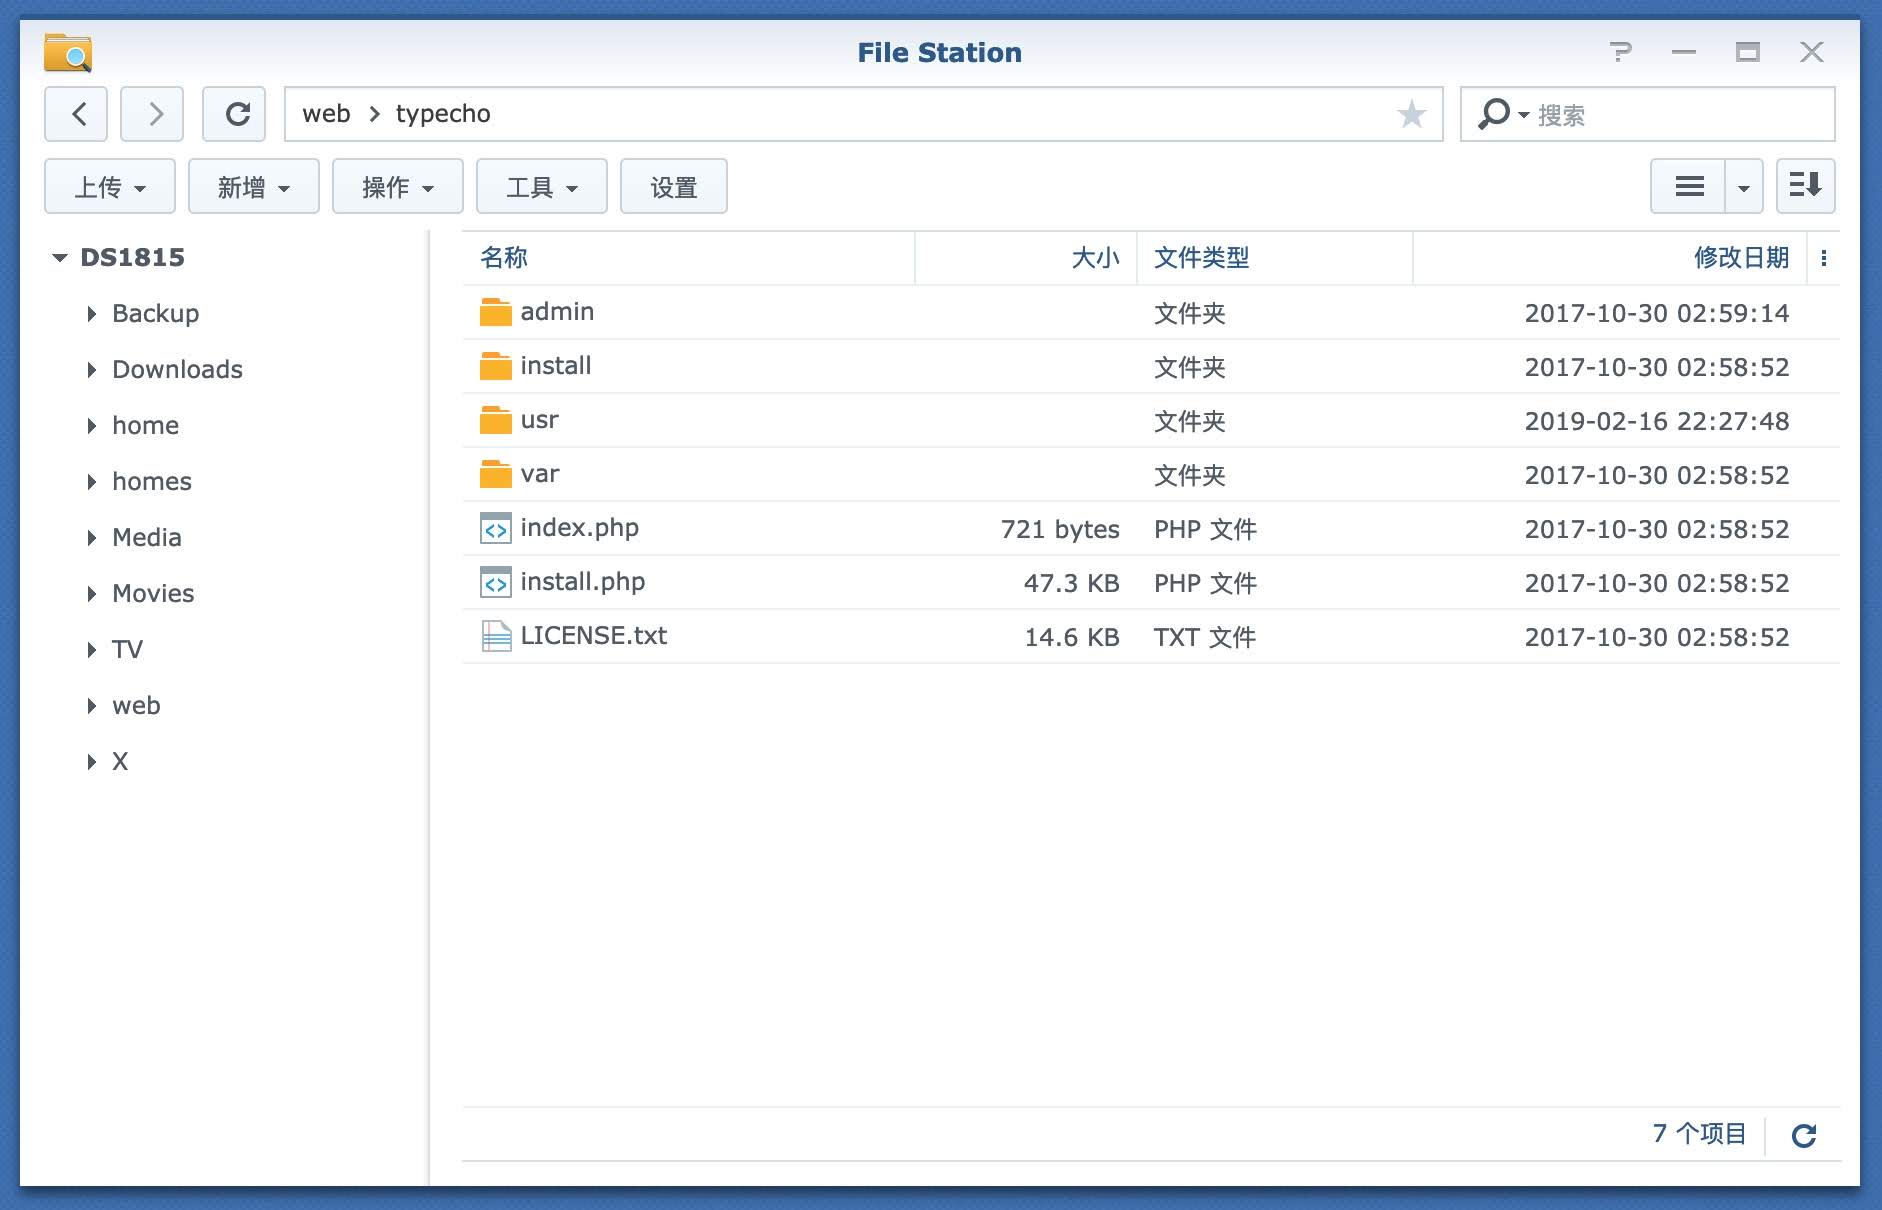 File Station
web > typecho
搜索
上传 新增 操作 工具 设置
DS1815
Backup
Downloads
home
homes
Media
Movies
TV
web
X
名称 大小 文件类型 修改日期
admin 文件夹 2017-10-30 02:59:14
install 文件夹 2017-10-30 02:58:52
usr 文件夹 2019-02-16 22:27:48
var 文件夹 2017-10-30 02:58:52
index.php 721 bytes PHP 文件 2017-10-30 02:58:52
install.php 47.3 KB PHP 文件 2017-10-30 02:58:52
LICENSE.txt 14.6 KB TXT 文件 2017-10-30 02:58:52
7 个项目